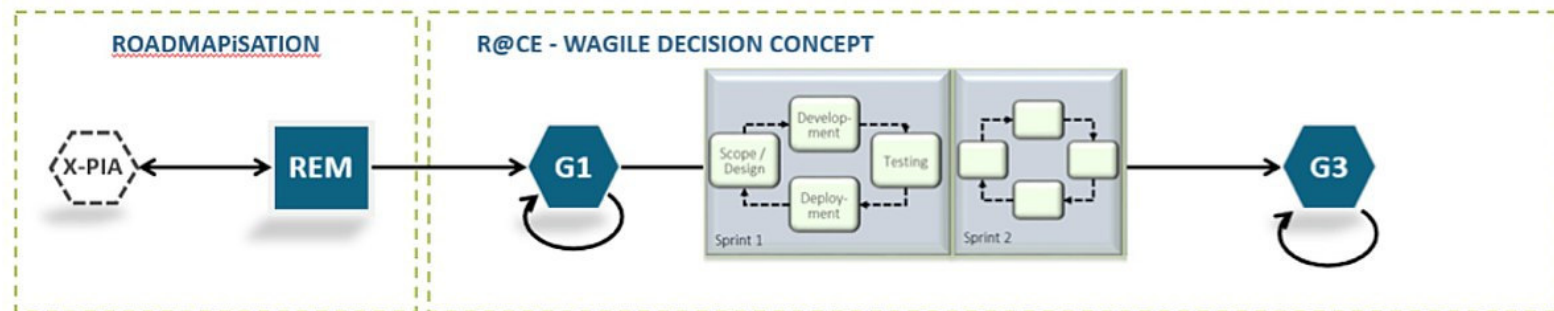 ROADMAPiSATION
R@CE - WAGILE DECISION CONCEPT
X-PIA
REM
G1
Scope /
Design
Develop-
ment
Testing
Deploy-
ment
Sprint 1
Sprint 2
G3